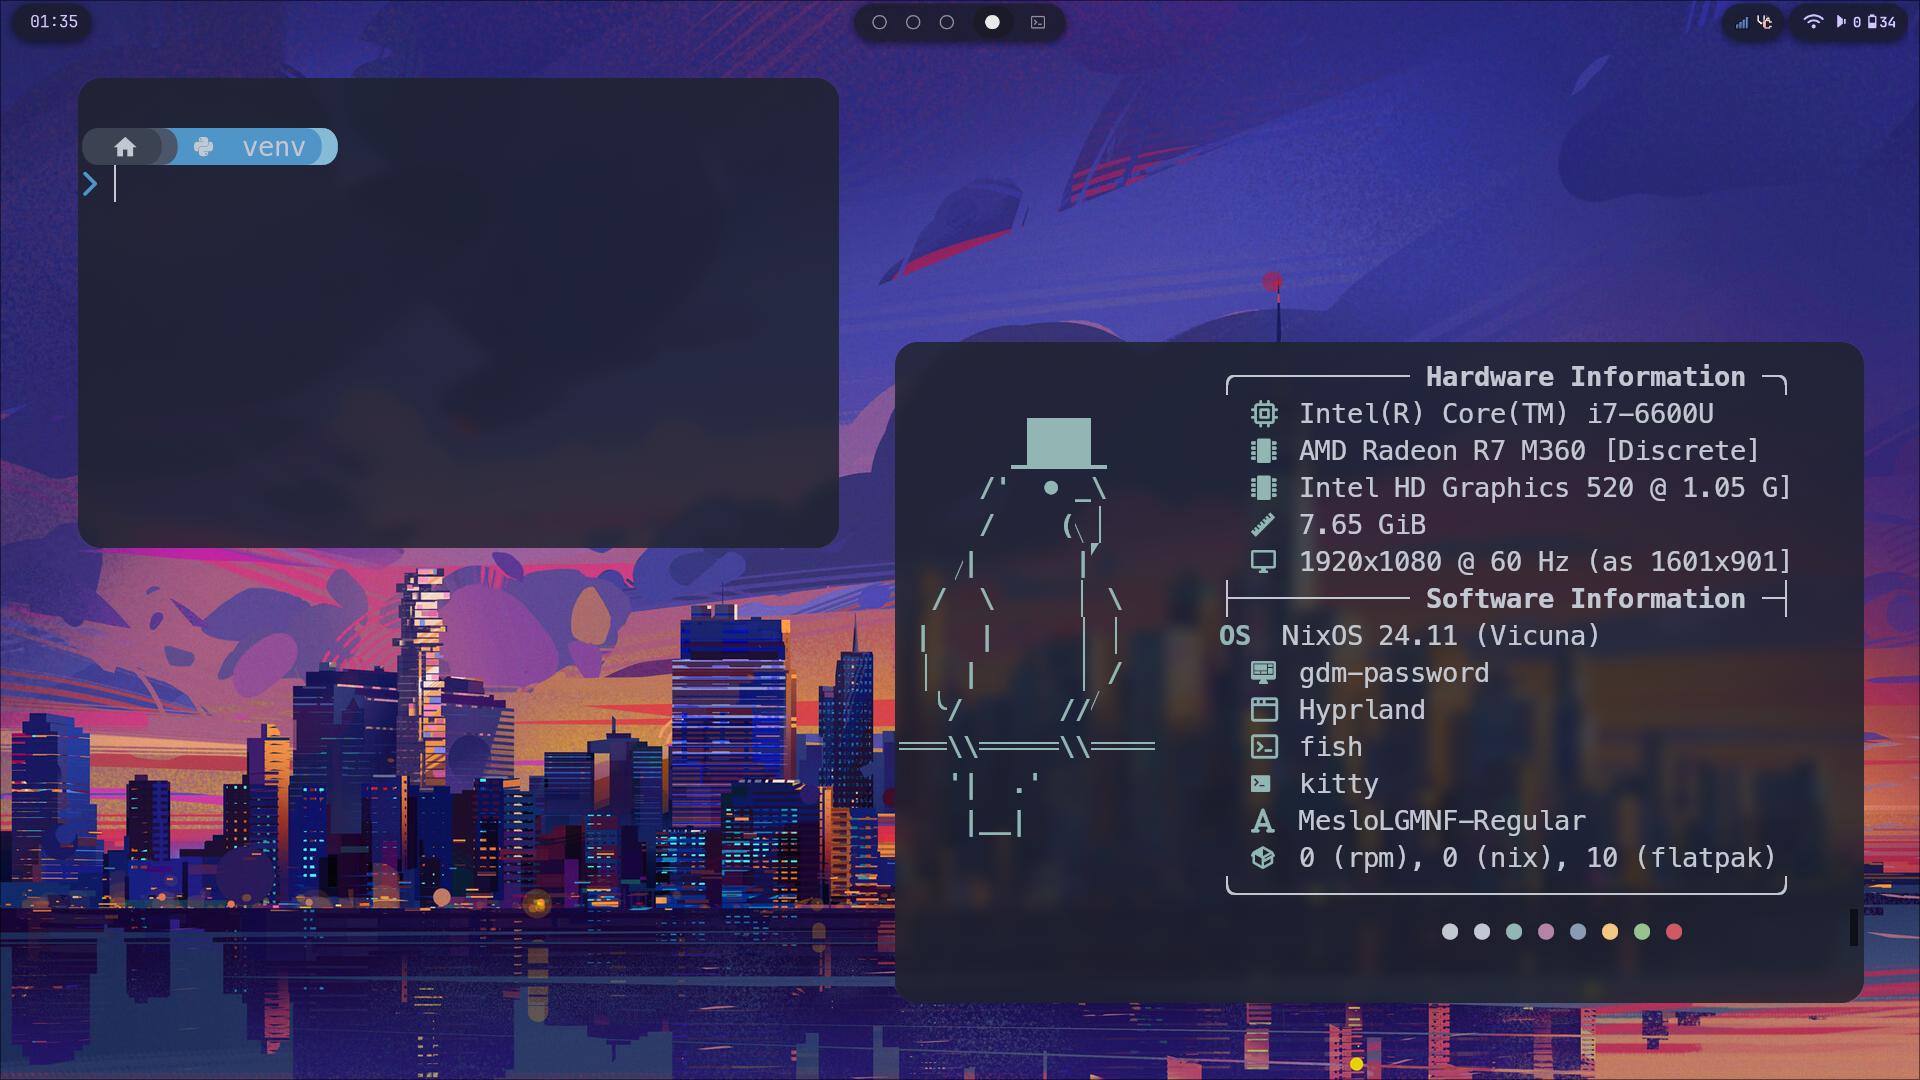 01:35
0 34
venv
Hardware Information
Intel(R) Core(TM) i7-6600U
AMD Radeon R7 M360 [Discrete]
Intel HD Graphics 520 @ 1.05 G]
7.65 GiB
1920x1080 @ 60 Hz (as 1601x901]
Software Information
OS NixOS 24.11 (Vicuna)
gdm-password
Hyprland
fish
kitty
MesloLGMNF-Regular
0 (rpm), 0 (nix), 10 (flatpak)